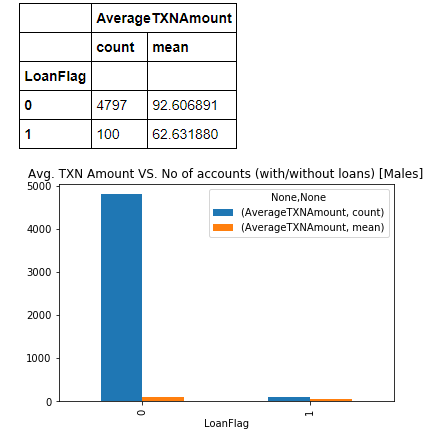 AverageTXNAmount
count mean
LoanFlag
0 4797 92.606891
1 100 62.631880
Avg. TXN Amount VS. No of accounts (with/without loans) [Males]
None,None
(AverageTXNAmount, count)
(AverageTXNAmount, mean)
5000
4000
3000
2000
1000
0
0 1
LoanFlag